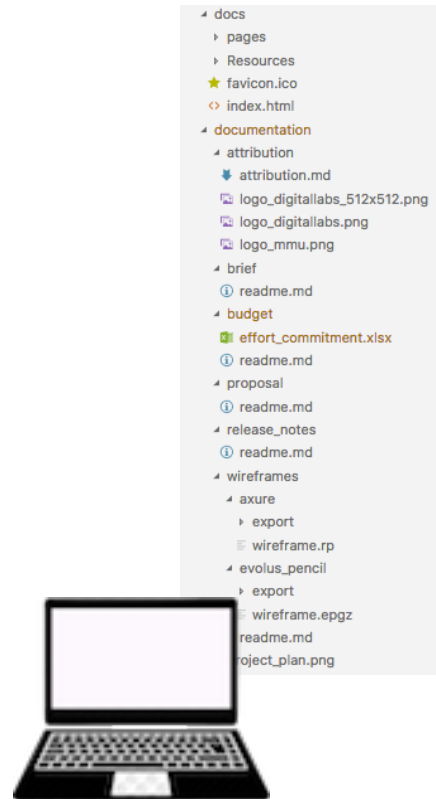 docs
pages
Resources
favicon.ico
index.html
documentation
attribution
attribution.md
logo_digitallabs_512x512.png
logo_digitallabs.png
logo_mmu.png
brief
readme.md
budget
effort_commitment.xlsx
readme.md
proposal
readme.md
release_notes
readme.md
wireframes
axure
export
wireframe.rp
evolus_pencil
export
wireframe.epgz
readme.md
roject_plan.png